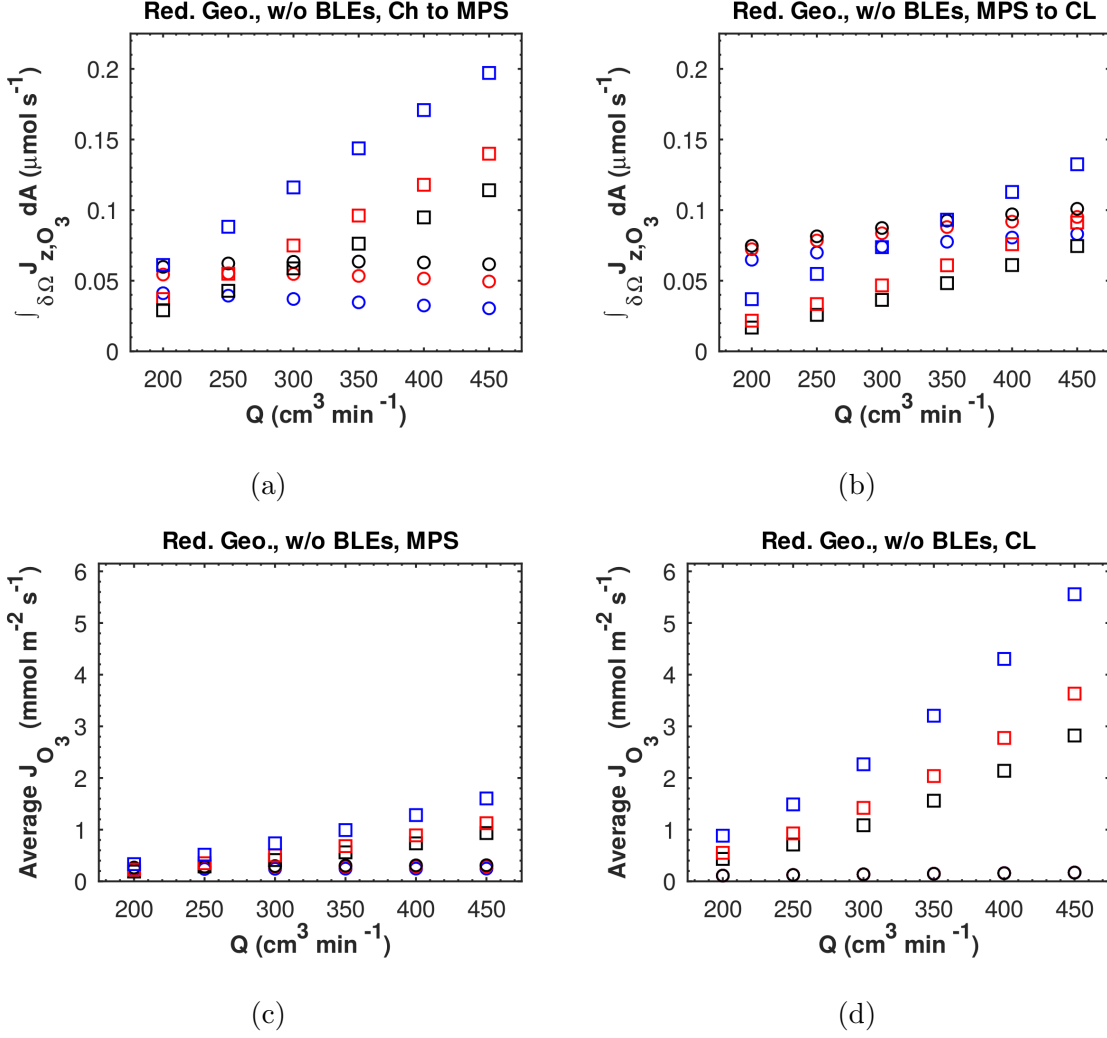 Red. Geo., w/o BLEs, Ch to MPS
∫δΩ Jz,O3 dA (μmol s-1)
0.2
0.15
0.1
0.05
0
200 250 300 350 400 450
Q (cm3 min -1)
(a)
Red. Geo., w/o BLEs, MPS to CL
∫δΩ Jz,O3 dA (μmol s-1)
0.2
0.15
0.1
0.05
0
200 250 300 350 400 450
Q (cm3 min -1)
(b)
Red. Geo., w/o BLEs, MPS
Average JO3 (mmol m-2 s-1)
6
5
4
3
2
1
0
200 250 300 350 400 450
Q (cm3 min -1)
(c)
Red. Geo., w/o BLEs, CL
Average JO3 (mmol m-2 s-1)
6
5
4
3
2
1
0
200 250 300 350 400 450
Q (cm3 min -1)
(d)